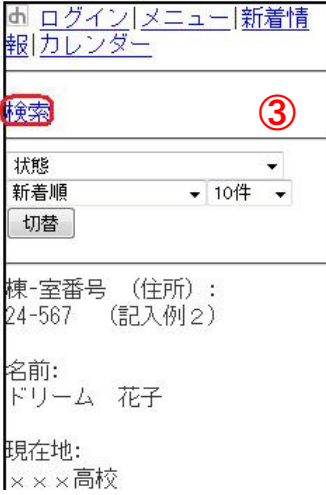 ログイン|メニュー|新着情
報|カレンダー
検索
③
状態
新着順 10件
切替
棟-室番号 (住所) :
24-567 (記入例２)
名前:
ドリーム 花子
現在地:
×××高校